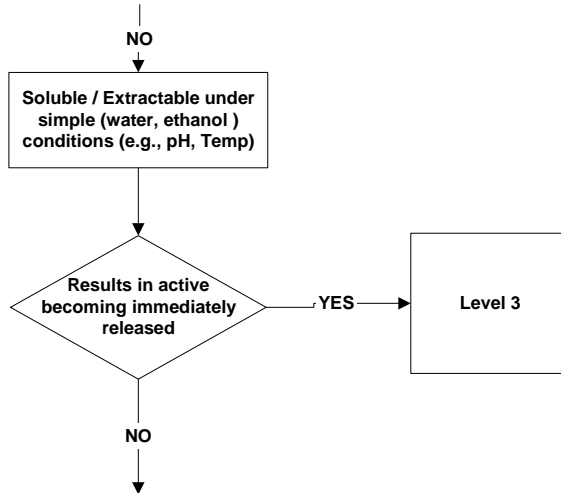 NO
Soluble / Extractable under
simple (water, ethanol )
conditions (e.g., pH, Temp)
Results in active
becoming immediately
released
YES
Level 3
NO